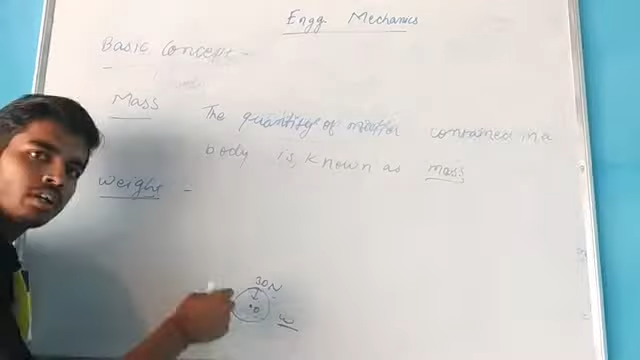 Engg Mechanics
Basic Concept -
Mass The quantity of matter contained in a
body is known as mass
Weight -
30N
W